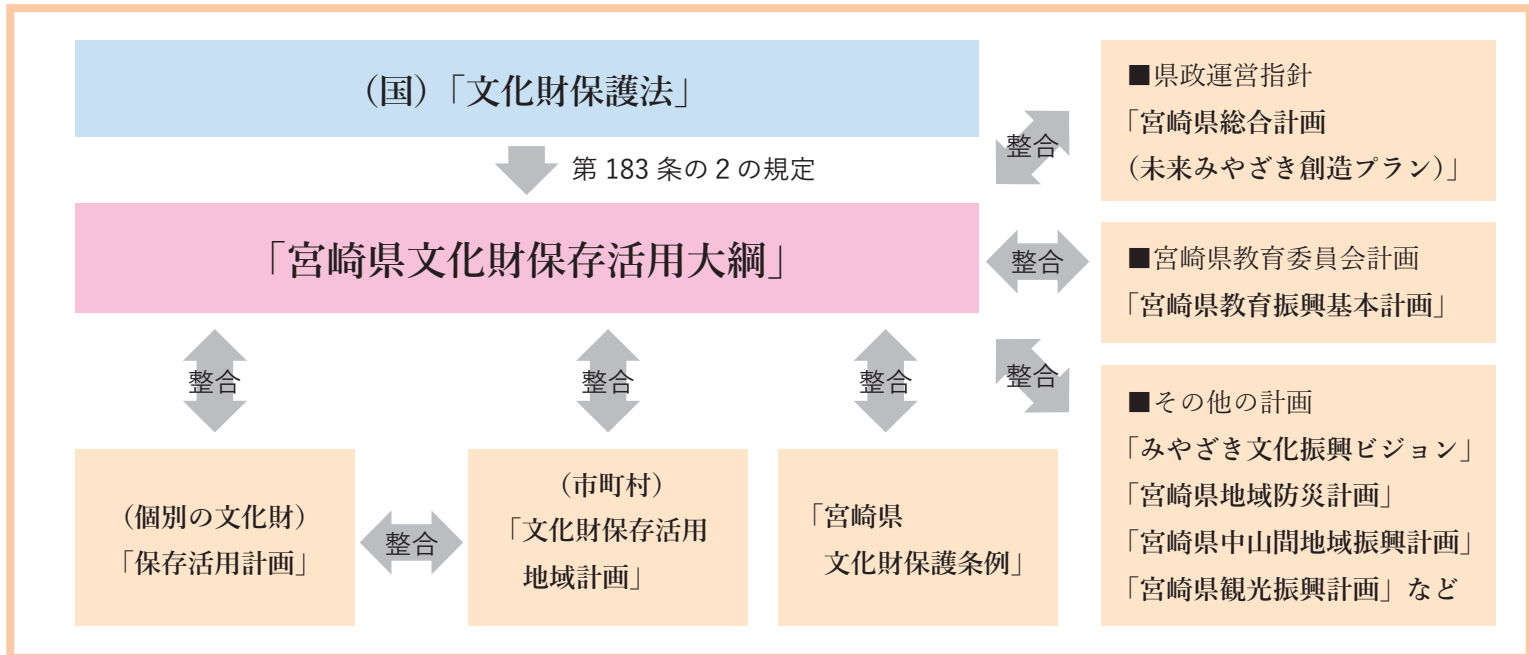 （国）「文化財保護法」
第 183 条の 2 の規定
「宮崎県文化財保存活用大綱」
整合
整合
整合
整合
整合
整合
（個別の文化財）
「保存活用計画」
整合
（市町村）
「文化財保存活用
地域計画」
「宮崎県
文化財保護条例」
■県政運営指針
「宮崎県総合計画
（未来みやざき創造プラン）」
■宮崎県教育委員会計画
「宮崎県教育振興基本計画」
■その他の計画
「みやざき文化振興ビジョン」
「宮崎県地域防災計画」
「宮崎県中山間地域振興計画」
「宮崎県観光振興計画」など